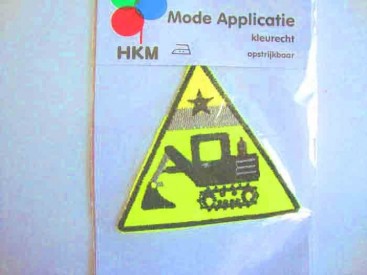 Mode Applicatie
kleurecht
HKM
opstrijkbaar